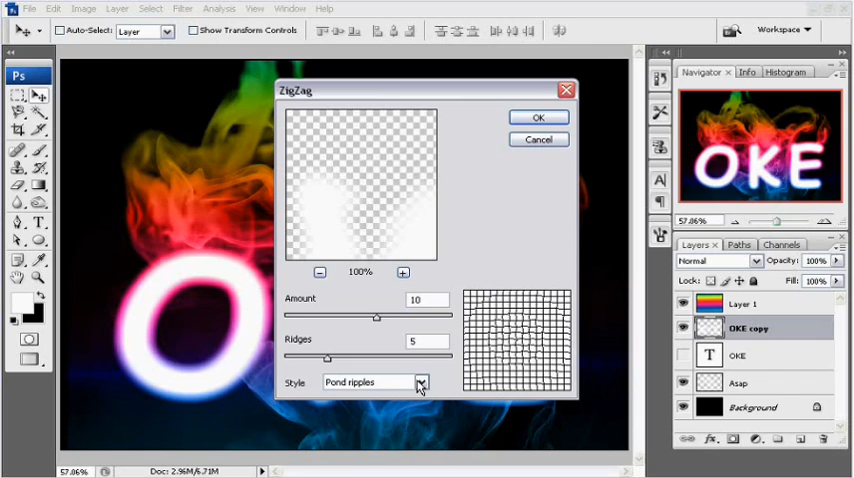 File Edit Image Layer Select Filter Analysis View Window Help
Auto-Select: Layer Show Transform Controls Workspace
Ps
ZigZag
OK
Cancel
100%
Amount 10
Ridges 5
Style Pond ripples
Navigator Info Histogram
OKE
57.86%
Layers Paths Channels
Normal Opacity: 100%
Lock: Fill: 100%
Layer 1
OKE copy
T OKE
Asap
Background
O
57.86% Doc: 2.96M/6.71M